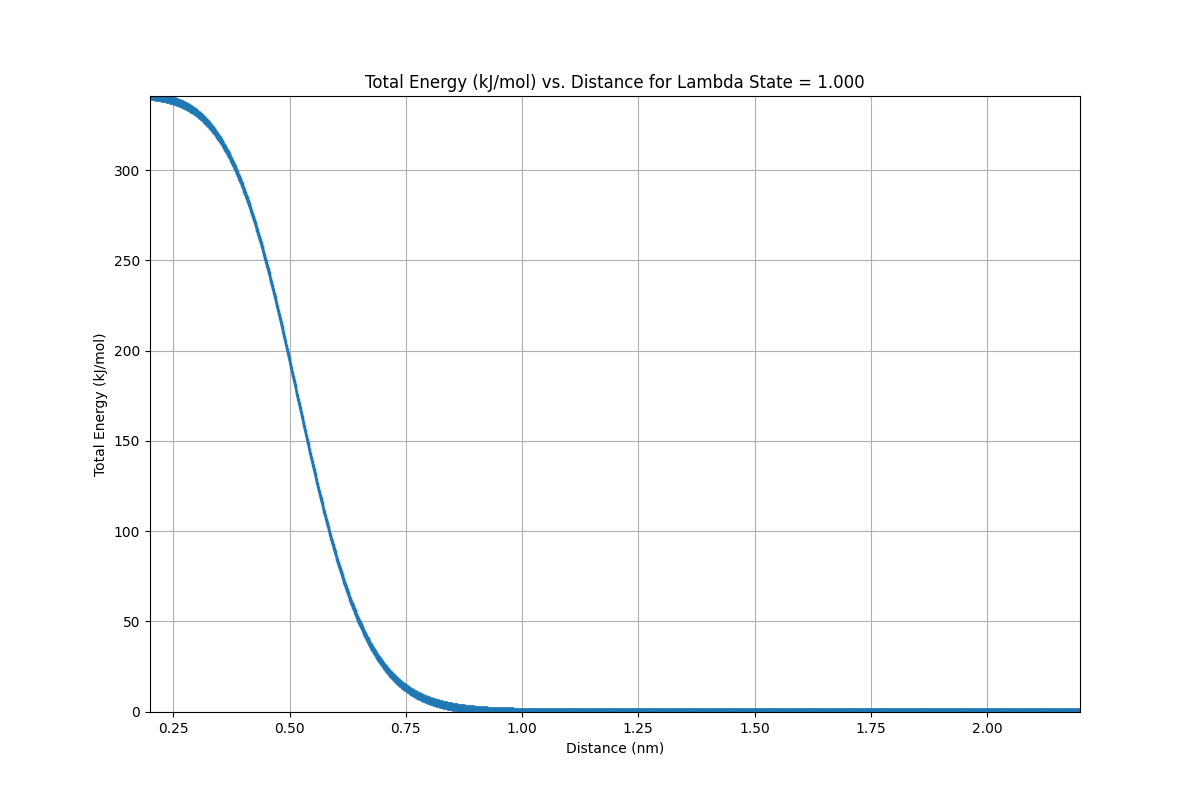 Total Energy (kJ/mol) vs. Distance for Lambda State = 1.000
Total Energy (kJ/mol)
300
250
200
150
100
50
0
0.25 0.50 0.75 1.00 1.25 1.50 1.75 2.00
Distance (nm)